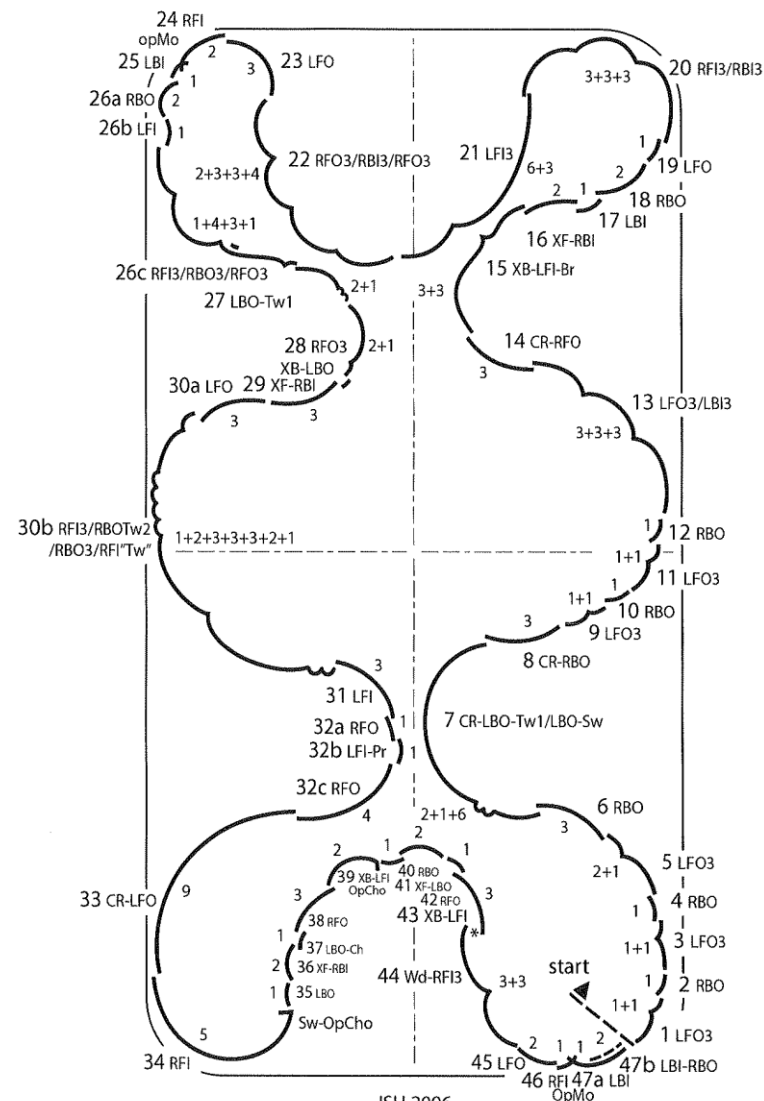 24 RFI
opMo
2
25 LBI
1
3
23 LFO
26a RBO
2
26b LFI
1
22 RFO3/RBI3/RFO3
2+3+3+4
1+4+3+1
26c RFI3/RBO3/RFO3
27 LBO-Tw1
2+1
28 RFO3
2+1
XB-LBO
29 XF-RBI
30a LFO
3
3
30b RFI3/RBOTw2
/RBO3/RFI"Tw"
1+2+3+3+3+2+1
3
31 LFI
32a RFO
1
32b LFI-Pr
1
32c RFO
4
33 CR-LFO
9
34 RFI
5
Sw-OpCho
1
35 LBO
2
36 XF-RBI
1
37 LBO-Ch
3
38 RFO
2
39 XB-LFI
OpCho
1
40 RBO
2
41 XF-LBO
1
42 RFO
43 XB-LFI
3
*
44 Wd-RFI3
3+3
45 LFO
2
46 RFI
OpMo
1
47a LBI
1
2
47b LBI-RBO
start
1 LFO3
1+1
2 RBO
1
3 LFO3
1+1
4 RBO
1
5 LFO3
2+1
6 RBO
3
2+1+6
7 CR-LBO-Tw1/LBO-Sw
8 CR-RBO
3
9 LFO3
1+1
10 RBO
1
11 LFO3
1+1
12 RBO
1
13 LFO3/LBI3
3+3+3
14 CR-RFO
3
15 XB-LFI-Br
3+3
16 XF-RBI
2
17 LBI
1
18 RBO
2
19 LFO
1
20 RFI3/RBI3
3+3+3
21 LFI3
6+3